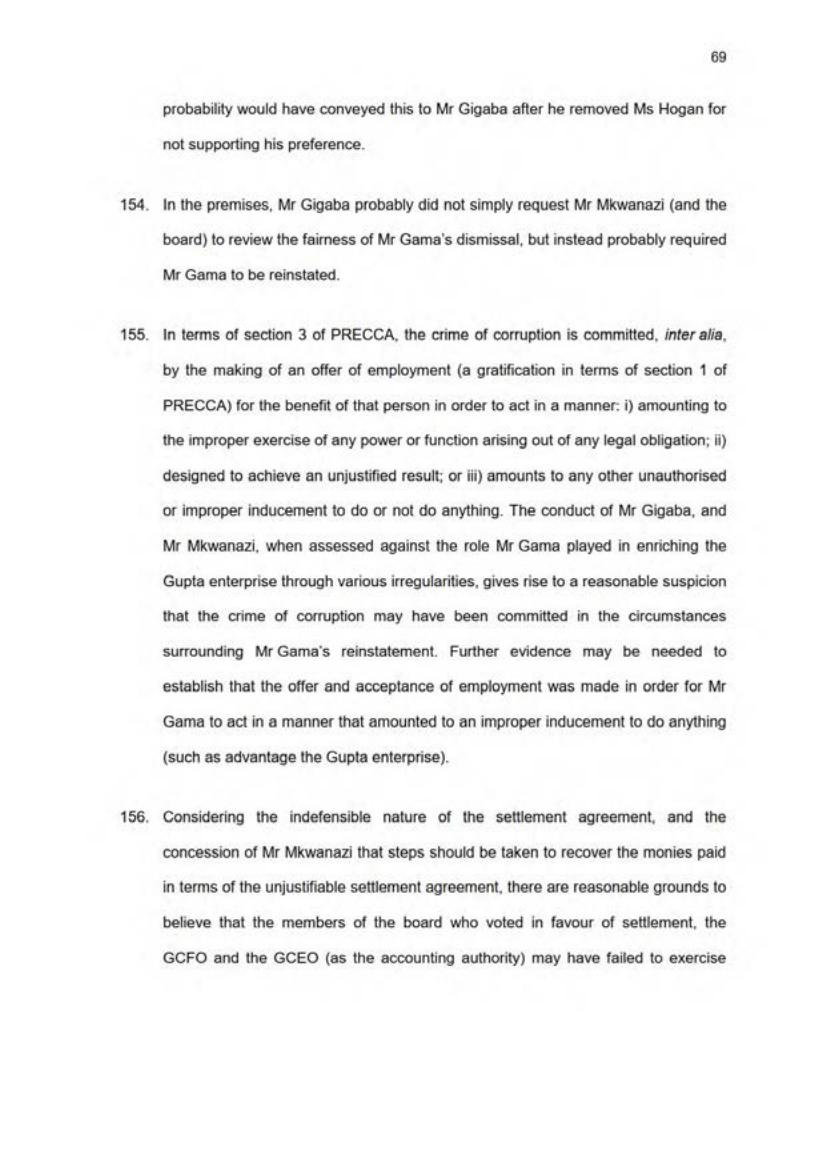 69
probability would have conveyed this to Mr Gigaba after he removed Ms Hogan for
not supporting his preference.
154. In the premises, Mr Gigaba probably did not simply request Mr Mkwanazi (and the
board) to review the fairness of Mr Gama's dismissal, but instead probably required
Mr Gama to be reinstated.
155. In terms of section 3 of PRECCA, the crime of corruption is committed, inter alia,
by the making of an offer of employment (a gratification in terms of section 1 of
PRECCA) for the benefit of that person in order to act in a manner: i) amounting to
the improper exercise of any power or function arising out of any legal obligation; ii)
designed to achieve an unjustified result; or iii) amounts to any other unauthorised
or improper inducement to do or not do anything. The conduct of Mr Gigaba, and
Mr Mkwanazi, when assessed against the role Mr Gama played in enriching the
Gupta enterprise through various irregularities, gives rise to a reasonable suspicion
that the crime of corruption may have been committed in the circumstances
surrounding Mr Gama's reinstatement. Further evidence may be needed to
establish that the offer and acceptance of employment was made in order for Mr
Gama to act in a manner that amounted to an improper inducement to do anything
(such as advantage the Gupta enterprise).
156. Considering the indefensible nature of the settlement agreement, and the
concession of Mr Mkwanazi that steps should be taken to recover the monies paid
in terms of the unjustifiable settlement agreement, there are reasonable grounds to
believe that the members of the board who voted in favour of settlement, the
GCFO and the GCEO (as the accounting authority) may have failed to exercise